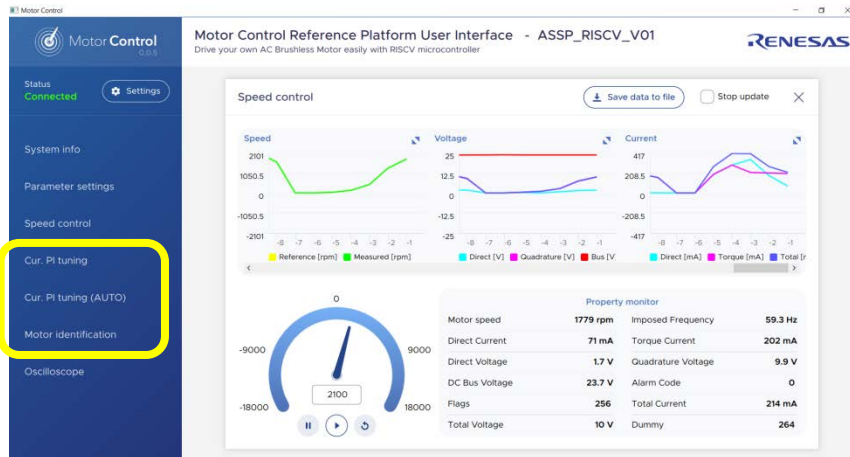 Motor Control
Motor Control
0.0.5
Motor Control Reference Platform User Interface - ASSP_RISCV_V01
Drive your own AC Brushless Motor easily with RISCV microcontroller
RENESAS
Status
Connected
Settings
System info
Parameter settings
Speed control
Cur. PI tuning
Cur. PI tuning (AUTO)
Motor identification
Oscilloscope
Speed control
Save data to file
Stop update
Speed
2101
1050.5
0
-1050.5
-2101
-8 -7 -6 -5 -4 -3 -2 -1
Reference [rpm] Measured [rpm]
Voltage
25
12.5
0
-12.5
-25
-8 -7 -6 -5 -4 -3 -2 -1
Direct [V] Quadrature [V] Bus [V
Current
417
208.5
0
-208.5
-417
-8 -7 -6 -5 -4 -3 -2 -1
Direct [mA] Torque [mA] Total [r
0
-9000 9000
-18000 18000
2100
Property monitor
Motor speed 1779 rpm Imposed Frequency 59.3 Hz
Direct Current 71 mA Torque Current 202 mA
Direct Voltage 1.7 V Quadrature Voltage 9.9 V
DC Bus Voltage 23.7 V Alarm Code 0
Flags 256 Total Current 214 mA
Total Voltage 10 V Dummy 264